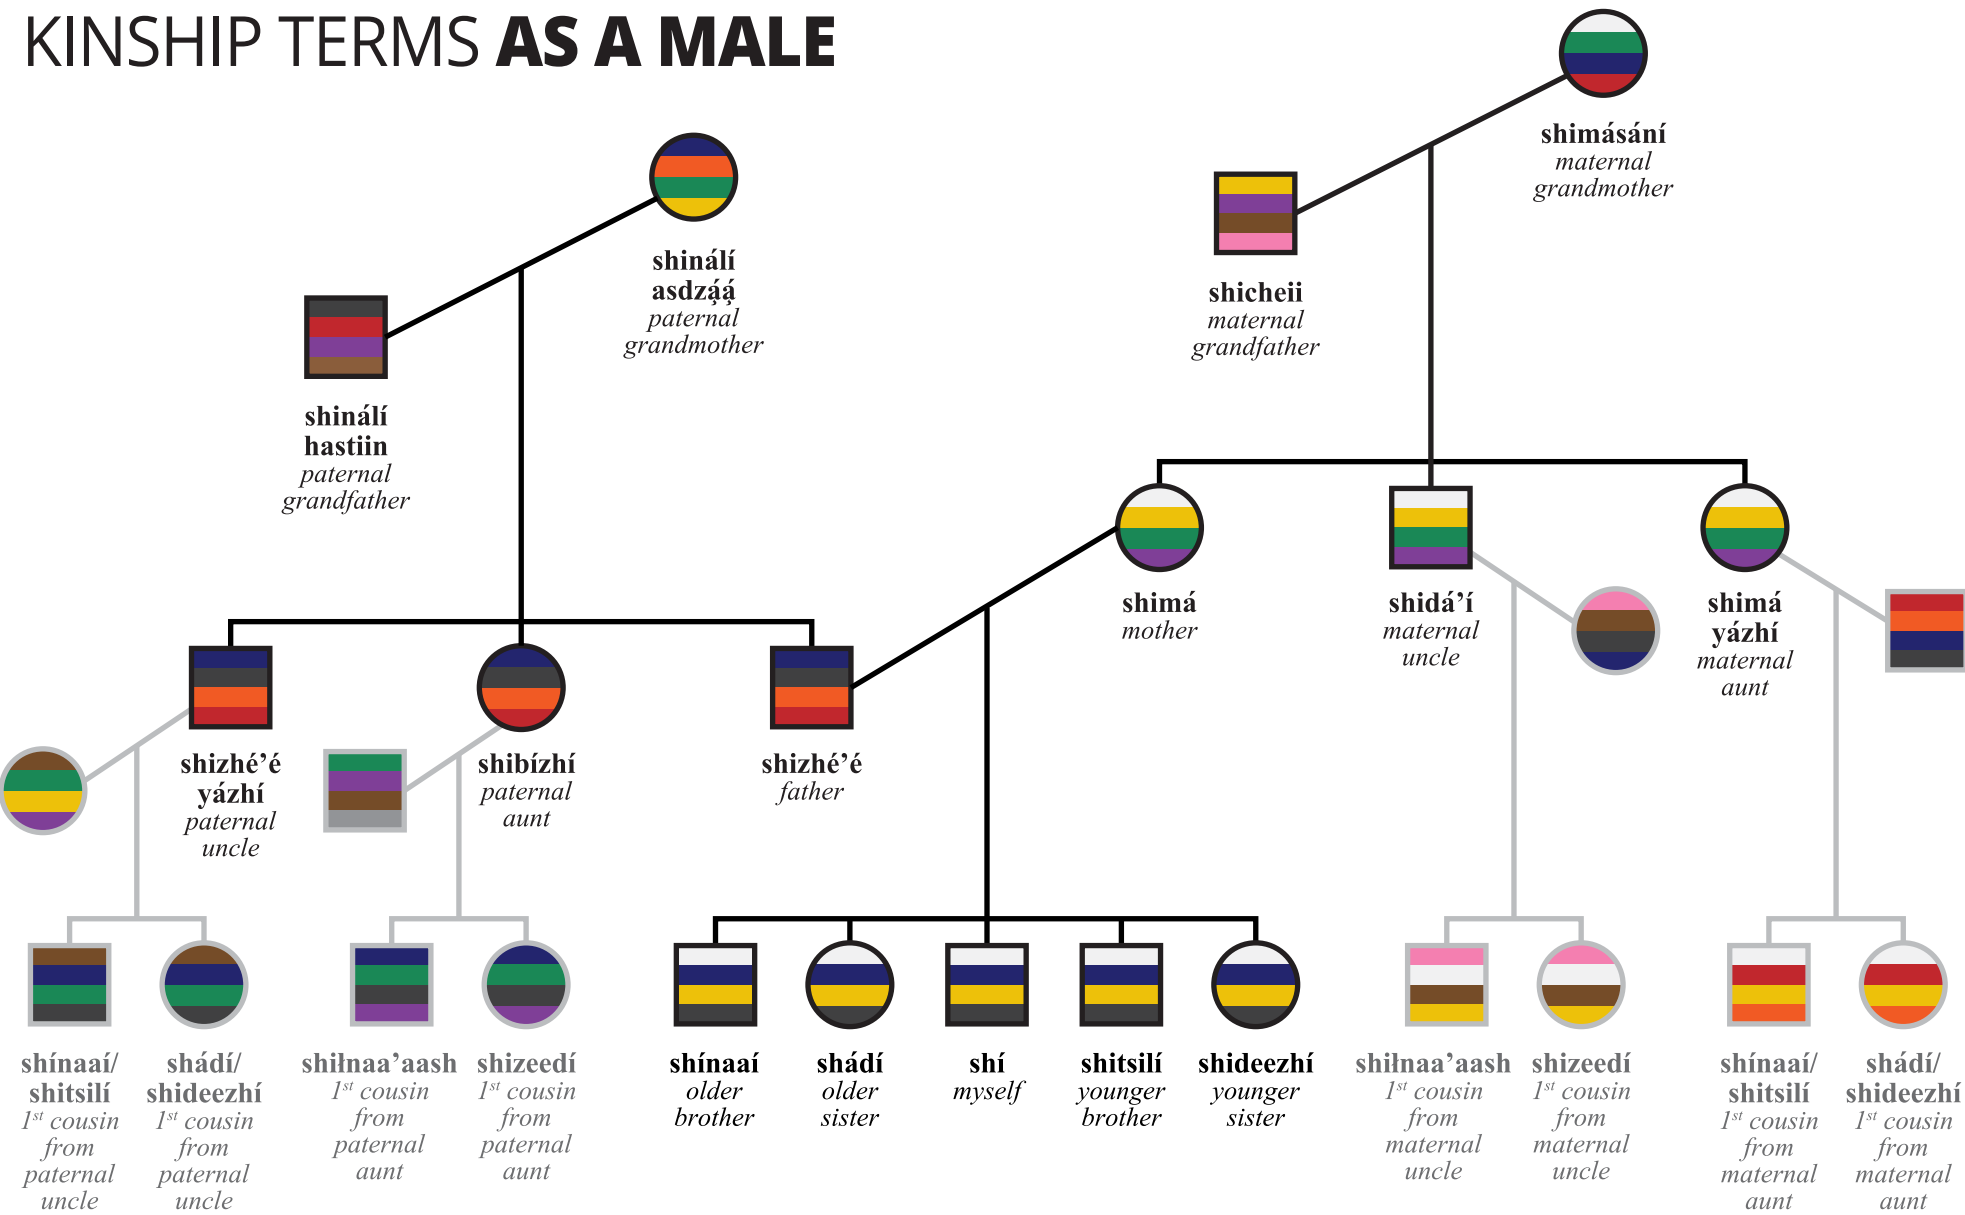 KINSHIP TERMS AS A MALE
shimásání
maternal
grandmother
shinálí
asdzą́ą́
paternal
grandmother
shicheii
maternal
grandfather
shinálí
hastiin
paternal
grandfather
shimá
mother
shidá’í
maternal
uncle
shimá
yázhí
maternal
aunt
shizhé’é
yázhí
paternal
uncle
shibízhí
paternal
aunt
shizhé’é
father
shínaaí/
shitsilí
1st cousin
from
paternal
uncle
shádí/
shideezhí
1st cousin
from
paternal
uncle
shiłnaa’aash
1st cousin
from
paternal
aunt
shizeedí
1st cousin
from
paternal
aunt
shínaaí
older
brother
shádí
older
sister
shí
myself
shitsilí
younger
brother
shideezhí
younger
sister
shiłnaa’aash
1st cousin
from
maternal
uncle
shizeedí
1st cousin
from
maternal
uncle
shínaaí/
shitsilí
1st cousin
from
maternal
aunt
shádí/
shideezhí
1st cousin
from
maternal
aunt